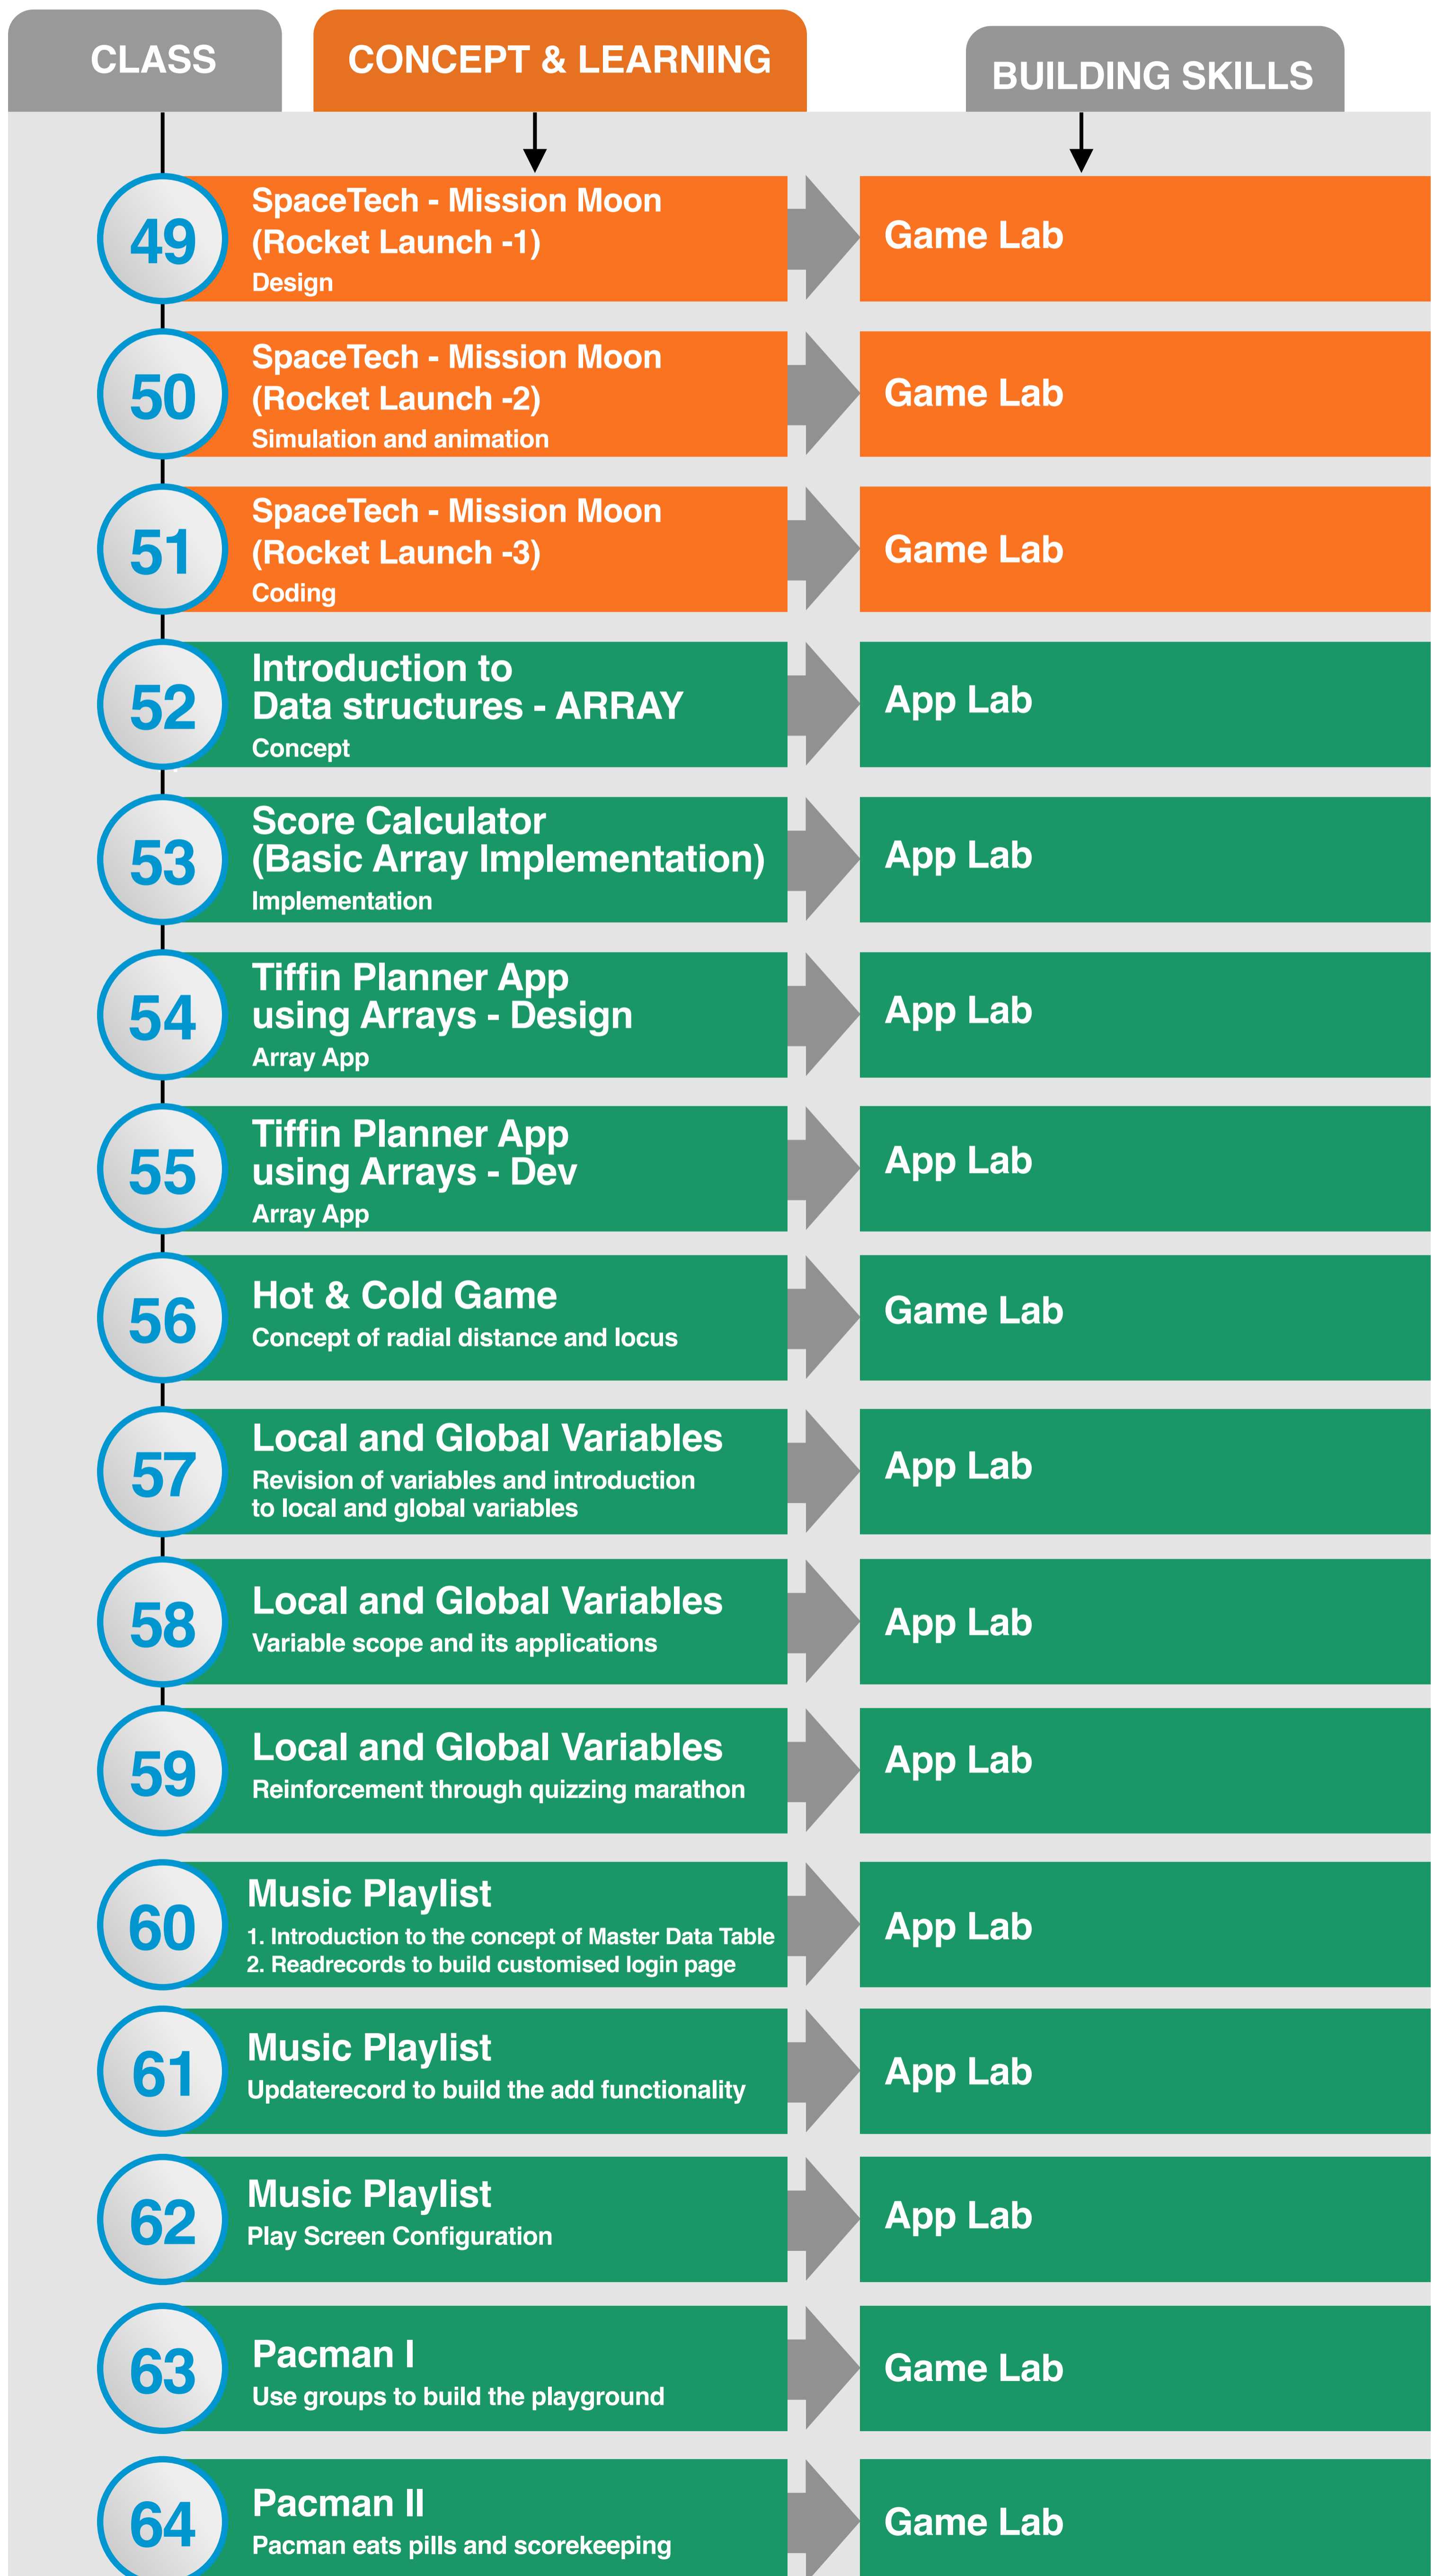 CLASS
CONCEPT & LEARNING
BUILDING SKILLS
49
SpaceTech - Mission Moon
(Rocket Launch -1)
Design
Game Lab
50
SpaceTech - Mission Moon
(Rocket Launch -2)
Simulation and animation
Game Lab
51
SpaceTech - Mission Moon
(Rocket Launch -3)
Coding
Game Lab
52
Introduction to
Data structures - ARRAY
Concept
App Lab
53
Score Calculator
(Basic Array Implementation)
Implementation
App Lab
54
Tiffin Planner App
using Arrays - Design
Array App
App Lab
55
Tiffin Planner App
using Arrays - Dev
Array App
App Lab
56
Hot & Cold Game
Concept of radial distance and locus
Game Lab
57
Local and Global Variables
Revision of variables and introduction
to local and global variables
App Lab
58
Local and Global Variables
Variable scope and its applications
App Lab
59
Local and Global Variables
Reinforcement through quizzing marathon
App Lab
60
Music Playlist
1. Introduction to the concept of Master Data Table
2. Readrecords to build customised login page
App Lab
61
Music Playlist
Updaterecord to build the add functionality
App Lab
62
Music Playlist
Play Screen Configuration
App Lab
63
Pacman I
Use groups to build the playground
Game Lab
64
Pacman II
Pacman eats pills and scorekeeping
Game Lab